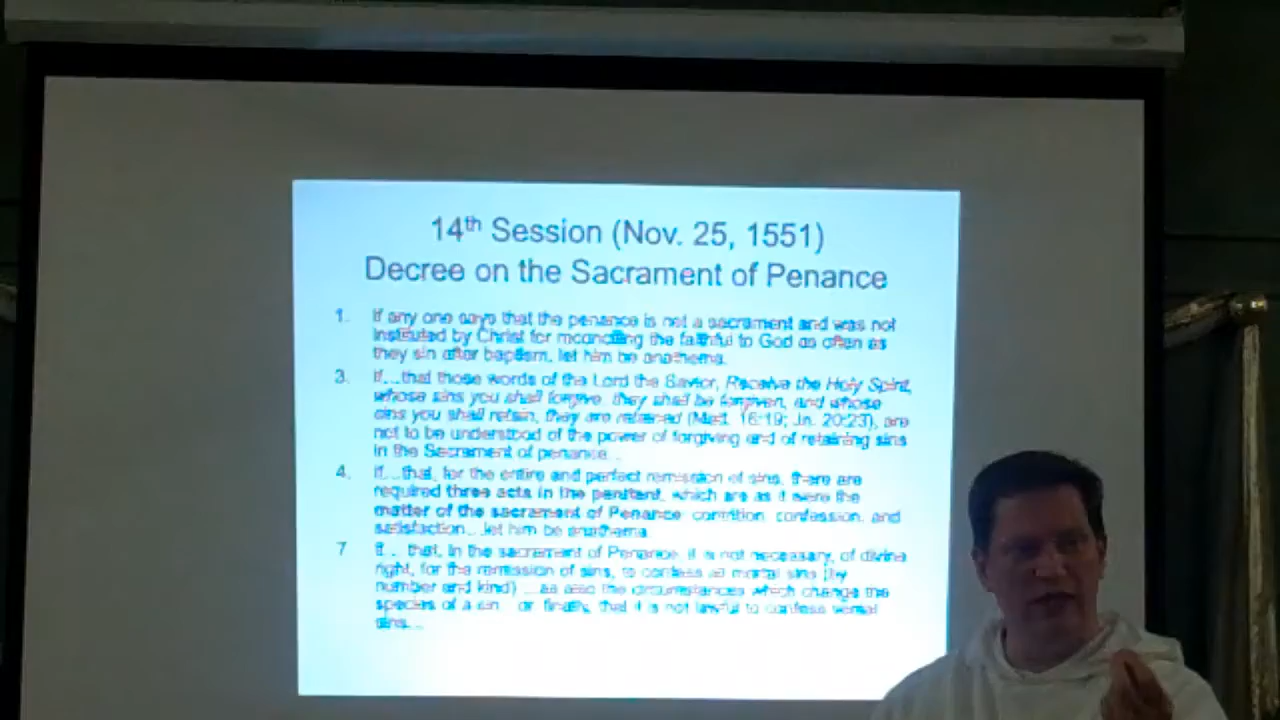 14th Session (Nov. 25, 1551)
Decree on the Sacrament of Penance
1. If any one says that the penance is not a sacrament and was not
instituted by Christ for reconciling the faithful to God as often as
they sin after baptism, let him be anathema.
3. If...that those words of the Lord the Savior, Receive the Holy Spirit,
whose sins you shall forgive, they shall be forgiven, and whose
sins you shall retain, they are retained (Matt. 16:19; Jn. 20:23), are
not to be understood of the power of forgiving and of retaining sins
in the Sacrament of penance...
4. If...that, for the entire and perfect remission of sins, there are
required three acts in the penitent, which are as it were the
matter of the sacrament of Penance: contrition, confession, and
satisfaction...let him be anathema
7 If... that, in the sacrament of Penance, it is not necessary, of divine
right, for the remission of sins, to confess all mortal sins (by
number and kind) ...as also the circumstances which change the
species of a sin or finally, that it is not lawful to confess venial
sins...